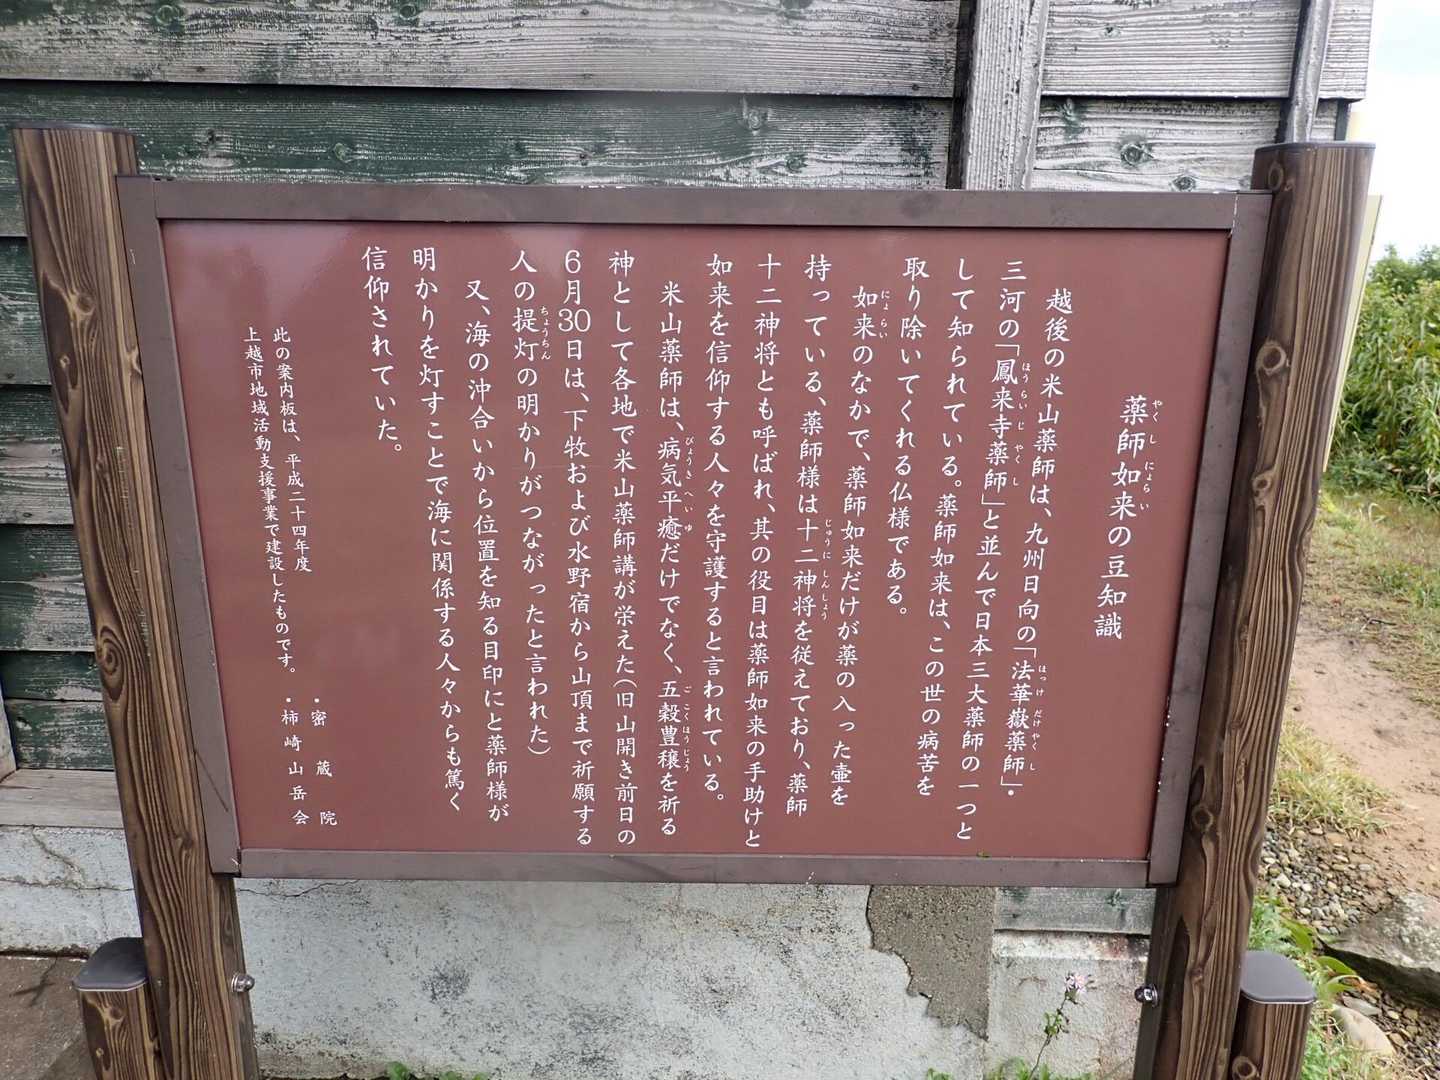 薬師如来の豆知識
越後の米山薬師は、九州日向の「法華嶽薬師」・
三河の「鳳来寺薬師」と並んで日本三大薬師の一つと
して知られている。薬師如来は、この世の病苦を
取り除いてくれる仏様である。
如来のなかで、薬師如来だけが薬の入った壷を
持っている、薬師様は十二神将を従えており、薬師
十二神将とも呼ばれ、其の役目は薬師如来の手助けと
如来を信仰する人々を守護すると言われている。
米山薬師は、病気平癒だけでなく、五穀豊穣を祈る
神として各地で米山薬師講が栄えた(旧山開き前日の
6月30日は、下牧および水野宿から山頂まで祈願する
人の提灯の明かりがつながったと言われた)
又、海の沖合いから位置を知る目印にと薬師様が
明かりを灯すことで海に関係する人々からも篤く
信仰されていた。
此の案内板は、平成二十四年度
上越市地域活動支援事業で建設したものです。
・密蔵院
・柿崎山岳会